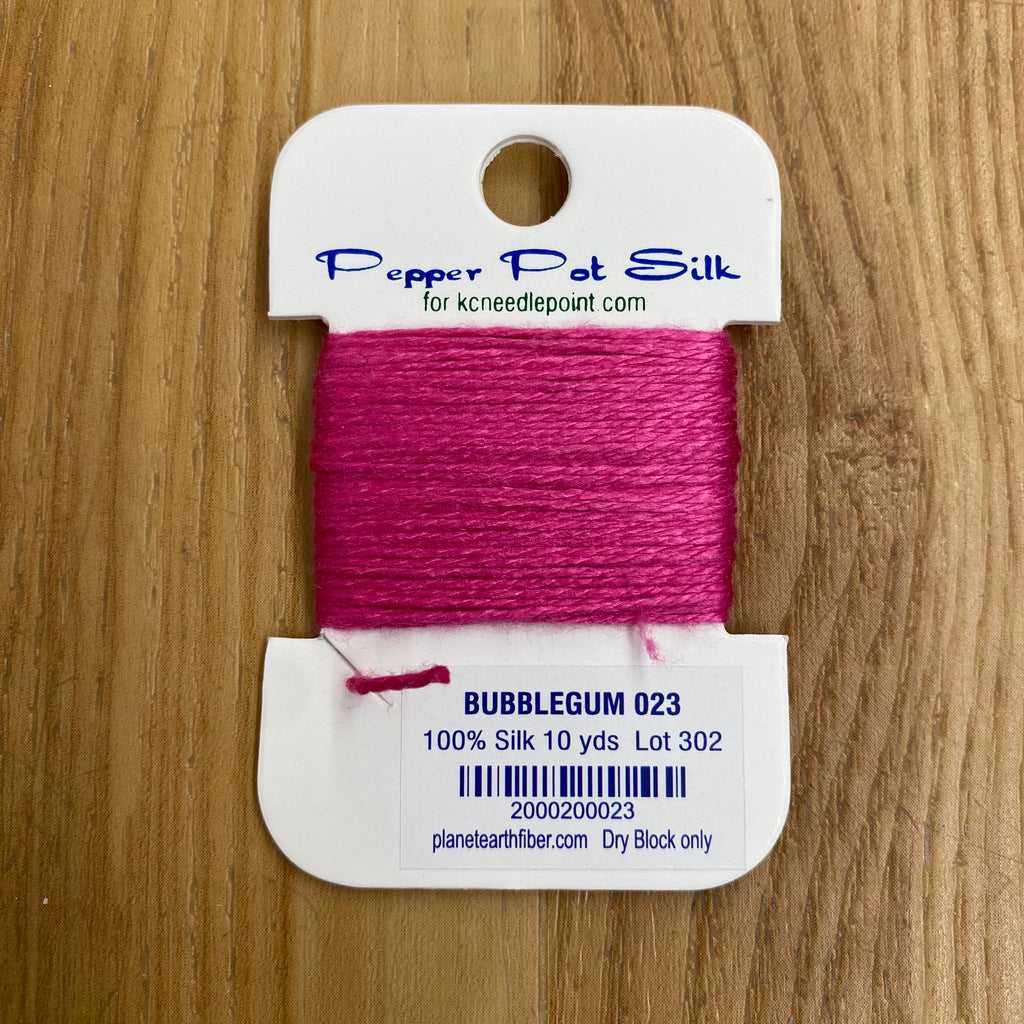 Pepper Pot Silk
for kcneedlepoint.com
BUBBLEGUM 023
100% Silk 10 yds Lot 302
2000200023
planetearthfiber.com Dry Block only